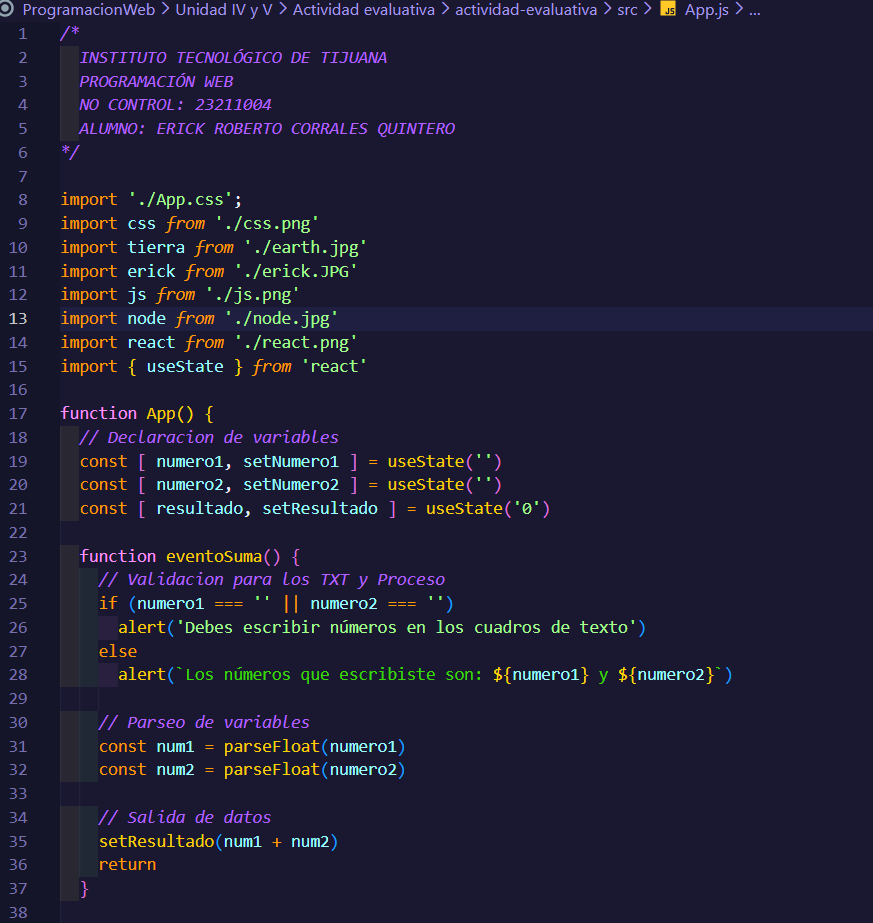 ProgramacionWeb > Unidad IV y V > Actividad evaluativa > actividad-evaluativa > src > JS App.js > ...
1 /*
2 INSTITUTO TECNOLÓGICO DE TIJUANA
3 PROGRAMACIÓN WEB
4 NO CONTROL: 23211004
5 ALUMNO: ERICK ROBERTO CORRALES QUINTERO
6 */
7
8 import './App.css';
9 import css from './css.png'
10 import tierra from './earth.jpg'
11 import erick from './erick.JPG'
12 import js from './js.png'
13 import node from './node.jpg'
14 import react from './react.png'
15 import { useState } from 'react'
16
17 function App() {
18 // Declaracion de variables
19 const [ numero1, setNumero1 ] = useState('')
20 const [ numero2, setNumero2 ] = useState('')
21 const [ resultado, setResultado ] = useState('0')
22
23 function eventoSuma() {
24 // Validacion para los TXT y Proceso
25 if (numero1 === '' || numero2 === '')
26 alert('Debes escribir números en los cuadros de texto')
27 else
28 alert(`Los números que escribiste son: ${numero1} y ${numero2}`)
29
30 // Parseo de variables
31 const num1 = parseFloat(numero1)
32 const num2 = parseFloat(numero2)
33
34 // Salida de datos
35 setResultado(num1 + num2)
36 return
37 }
38